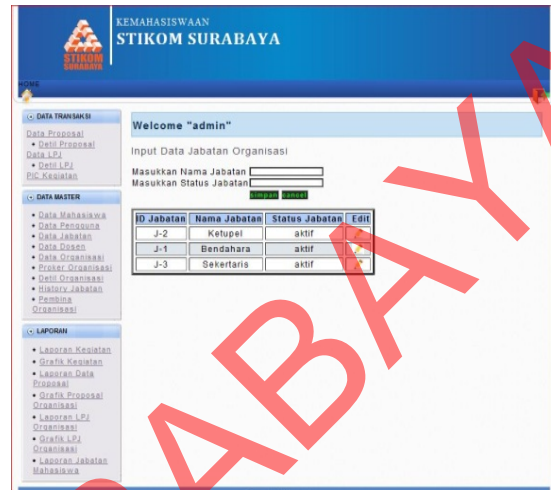 KEMAHASISWAAN
STIKOM SURABAYA
STIKOM
SURABAYA
HOME
DATA TRANSAKSI
Data Proposal
Detil Proposal
Data LPJ
Detil LPJ
PIC Kegiatan
DATA MASTER
Data Mahasiswa
Data Pengguna
Data Jabatan
Data Dosen
Data Organisasi
Proker Organisasi
Detil Organisasi
History Jabatan
Pembina
Organisasi
LAPORAN
Laporan Kegiatan
Grafik Kegiatan
Laporan Data
Proposal
Grafik Proposal
Organisasi
Laporan LPJ
Organisasi
Grafik LPJ
Organisasi
Laporan Jabatan
Mahasiswa
Welcome "admin"
Input Data Jabatan Organisasi
Masukkan Nama Jabatan
Masukkan Status Jabatan
simpan cancel
ID Jabatan Nama Jabatan Status Jabatan Edit
J-2 Ketupel aktif
J-1 Bendahara aktif
J-3 Sekertaris aktif
ABAYA